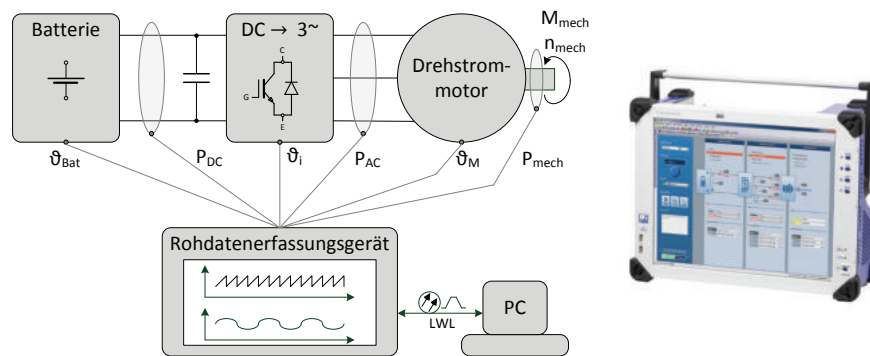 Batterie
DC → 3~
C
G
E
Drehstrom-
motor
M_mech
n_mech
ϑ_Bat
P_DC
ϑ_i
P_AC
ϑ_M
P_mech
Rohdatenerfassungsgerät
LWL
PC